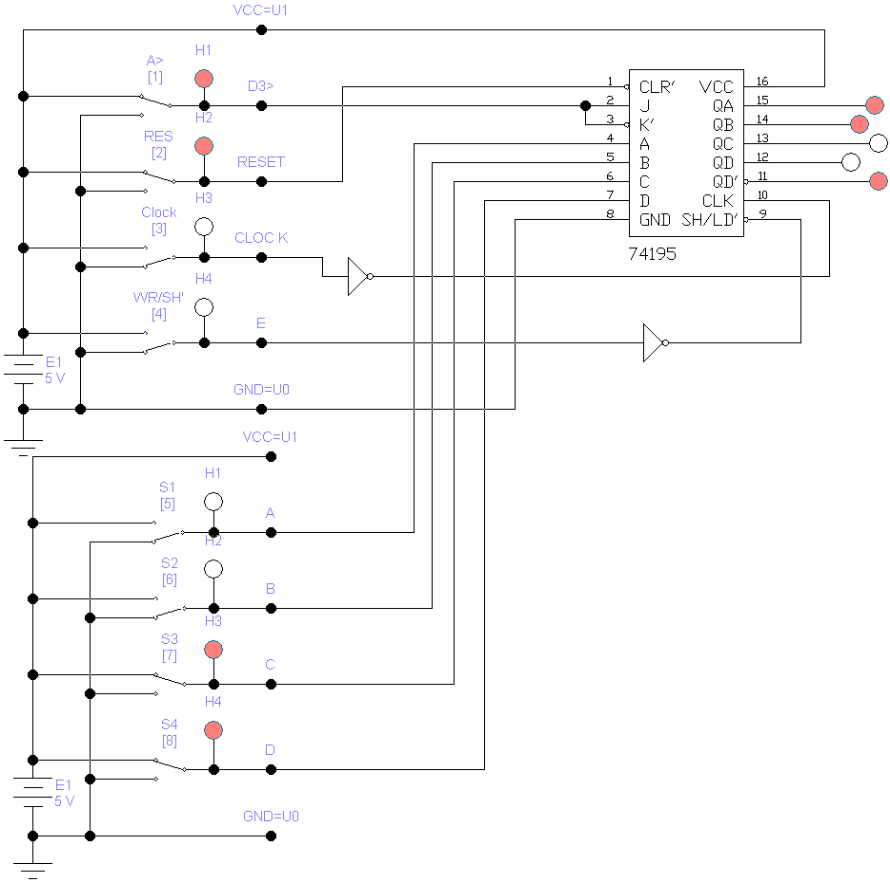 VCC=U1
A>
[1]
H1
D3>
H2
RES
[2]
RESET
H3
Clock
[3]
CLOC K
H4
WR/SH'
[4]
E
E1
5 V
GND=U0
1 CLR' VCC 16
2 J QA 15
3 K' QB 14
4 A QC 13
5 B QD 12
6 C QD' 11
7 D CLK 10
8 GND SH/LD' 9
74195
VCC=U1
S1
[5]
H1
A
H2
S2
[6]
B
H3
S3
[7]
C
H4
S4
[8]
D
E1
5 V
GND=U0